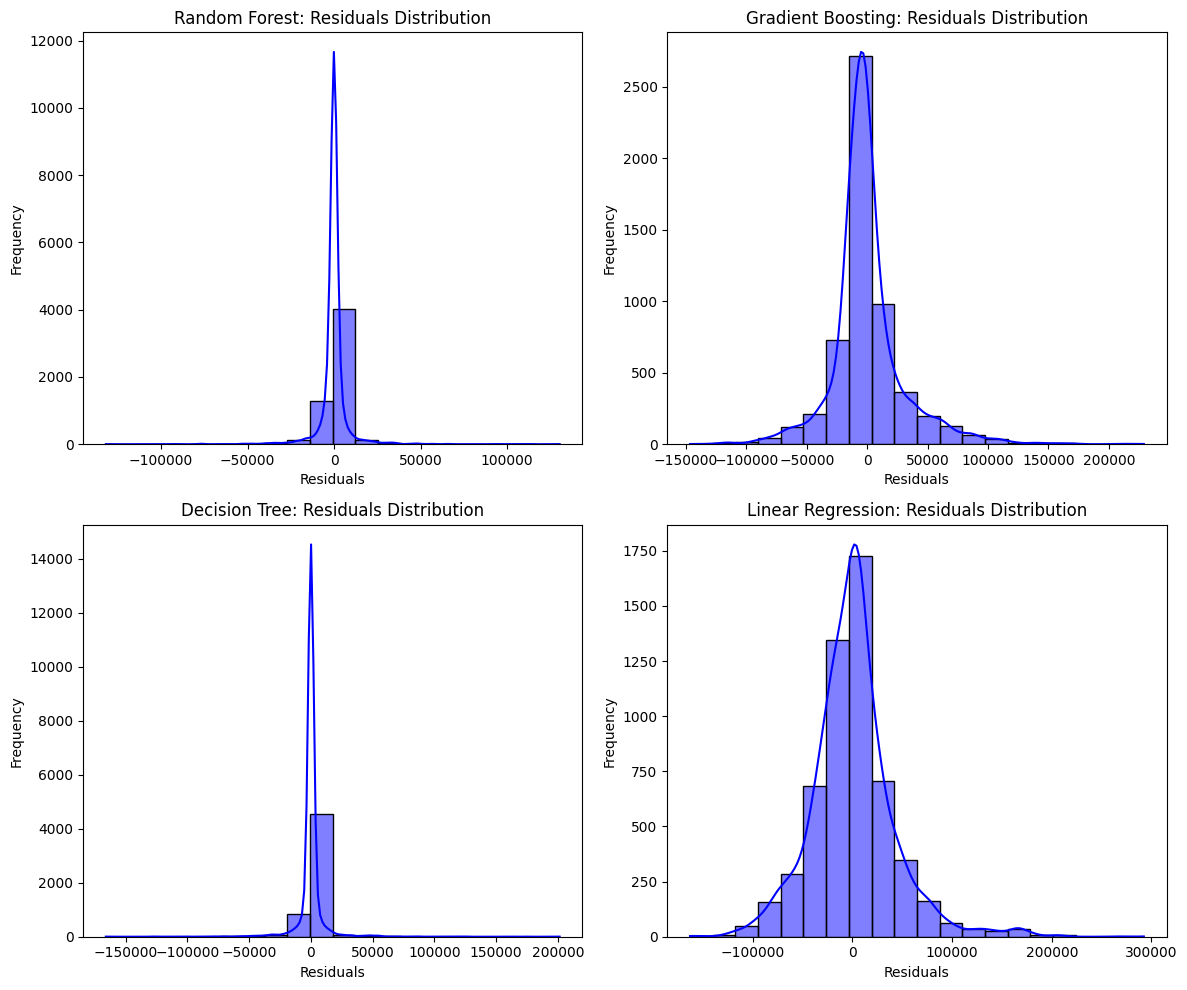 Random Forest: Residuals Distribution
12000
10000
8000
6000
4000
2000
0
Frequency
−100000 −50000 0 50000 100000
Residuals
Gradient Boosting: Residuals Distribution
2500
2000
1500
1000
500
0
Frequency
−150000 −100000 −50000 0 50000 100000 150000 200000
Residuals
Decision Tree: Residuals Distribution
14000
12000
10000
8000
6000
4000
2000
0
Frequency
−150000 −100000 −50000 0 50000 100000 150000 200000
Residuals
Linear Regression: Residuals Distribution
1750
1500
1250
1000
750
500
250
0
Frequency
−100000 0 100000 200000 300000
Residuals